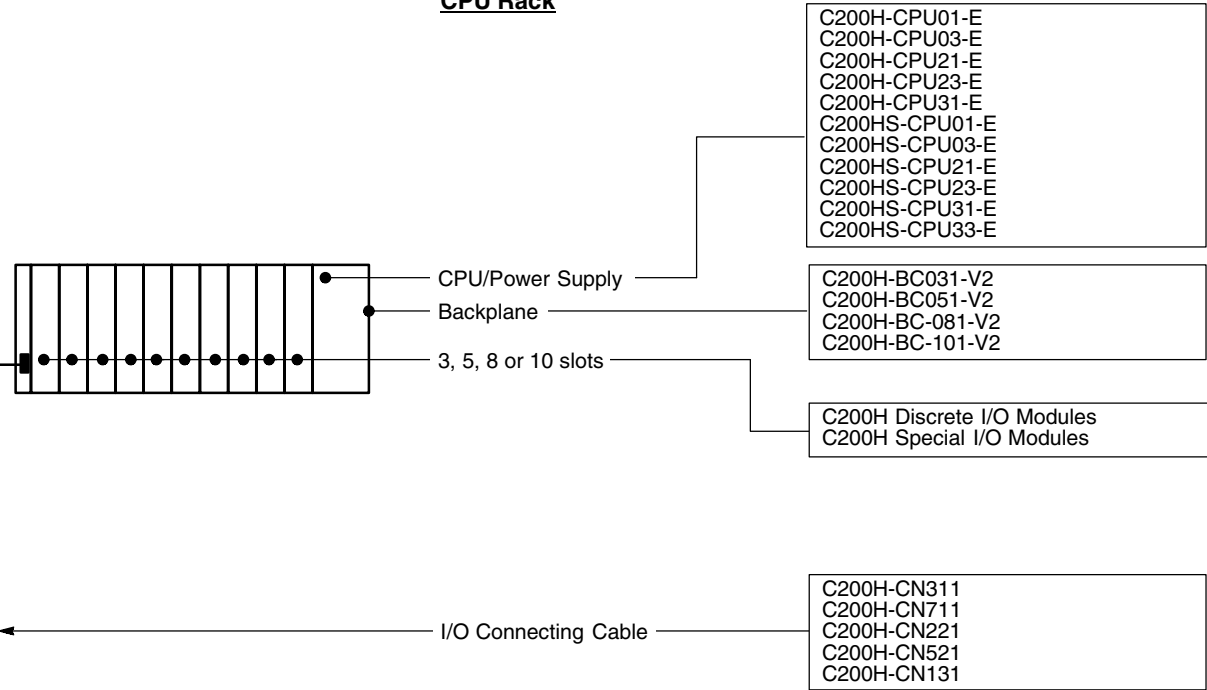 CPU Rack
C200H-CPU01-E
C200H-CPU03-E
C200H-CPU21-E
C200H-CPU23-E
C200H-CPU31-E
C200HS-CPU01-E
C200HS-CPU03-E
C200HS-CPU21-E
C200HS-CPU23-E
C200HS-CPU31-E
C200HS-CPU33-E
CPU/Power Supply
Backplane
3, 5, 8 or 10 slots
C200H-BC031-V2
C200H-BC051-V2
C200H-BC-081-V2
C200H-BC-101-V2
C200H Discrete I/O Modules
C200H Special I/O Modules
I/O Connecting Cable
C200H-CN311
C200H-CN711
C200H-CN221
C200H-CN521
C200H-CN131